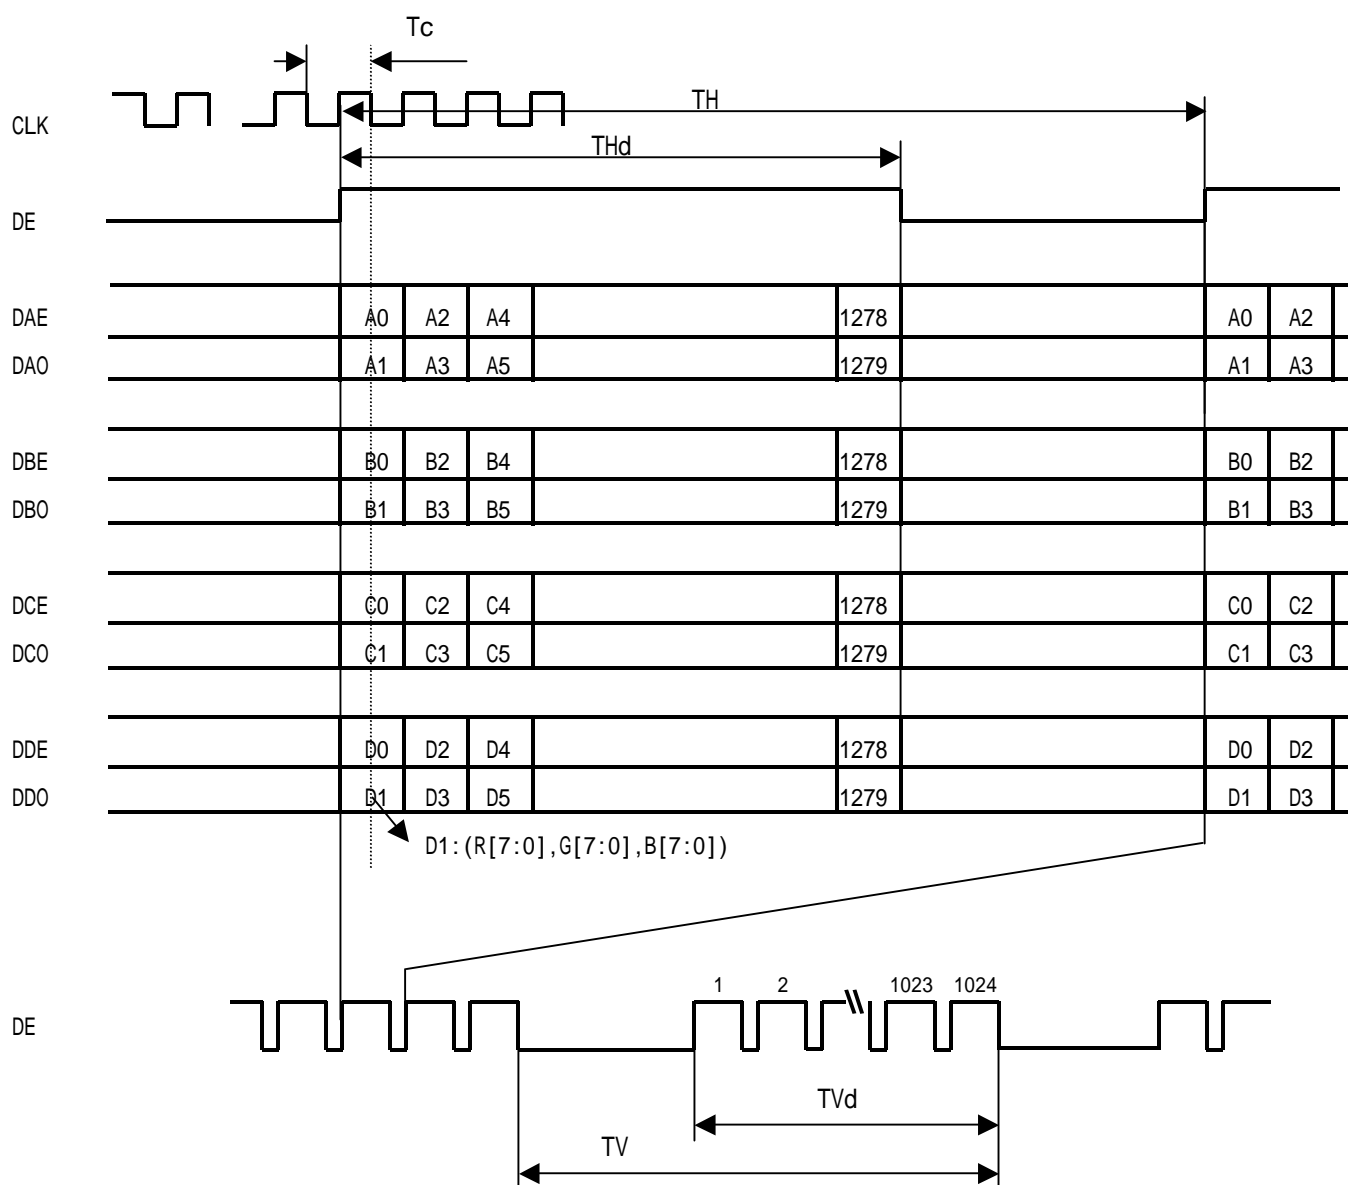 Tc
CLK
TH
THd
DE
DAE A0 A2 A4 1278 A0 A2
DAO A1 A3 A5 1279 A1 A3
DBE B0 B2 B4 1278 B0 B2
DBO B1 B3 B5 1279 B1 B3
DCE C0 C2 C4 1278 C0 C2
DCO C1 C3 C5 1279 C1 C3
DDE D0 D2 D4 1278 D0 D2
DDO D1 D3 D5 1279 D1 D3
D1:(R[7:0],G[7:0],B[7:0])
1 2 1023 1024
DE
TVd
TV